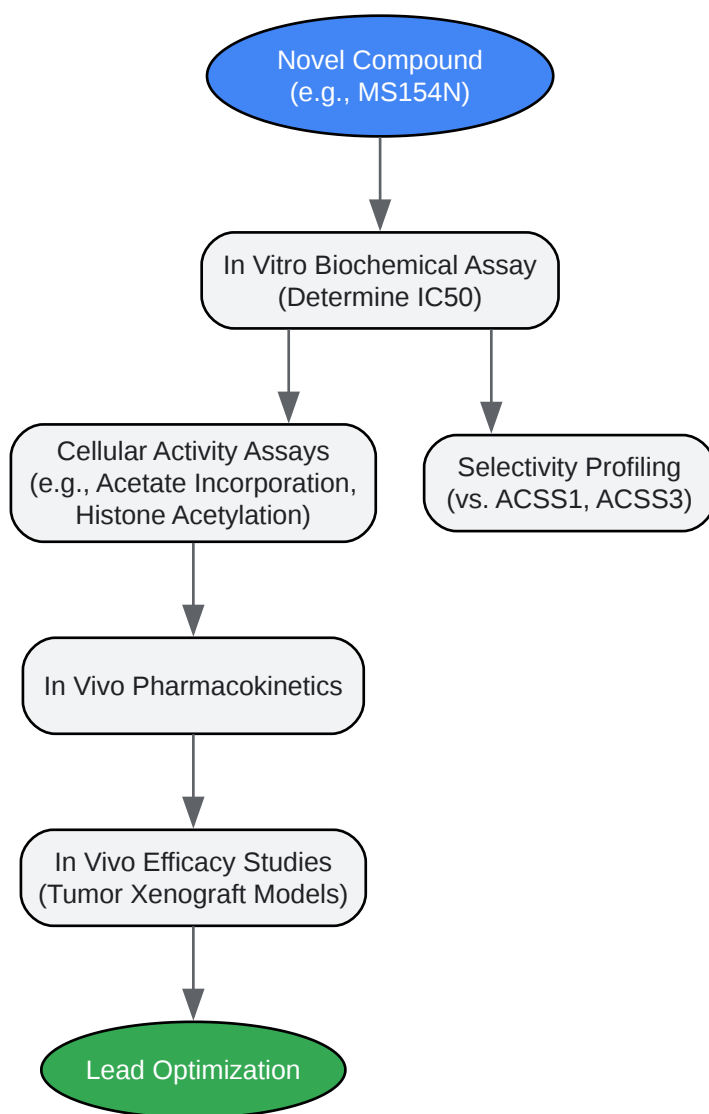 Novel Compound
(e.g., MS154N)
In Vitro Biochemical Assay
(Determine IC50)
Cellular Activity Assays
(e.g., Acetate Incorporation,
Histone Acetylation)
Selectivity Profiling
(vs. ACSS1, ACSS3)
In Vivo Pharmacokinetics
In Vivo Efficacy Studies
(Tumor Xenograft Models)
Lead Optimization